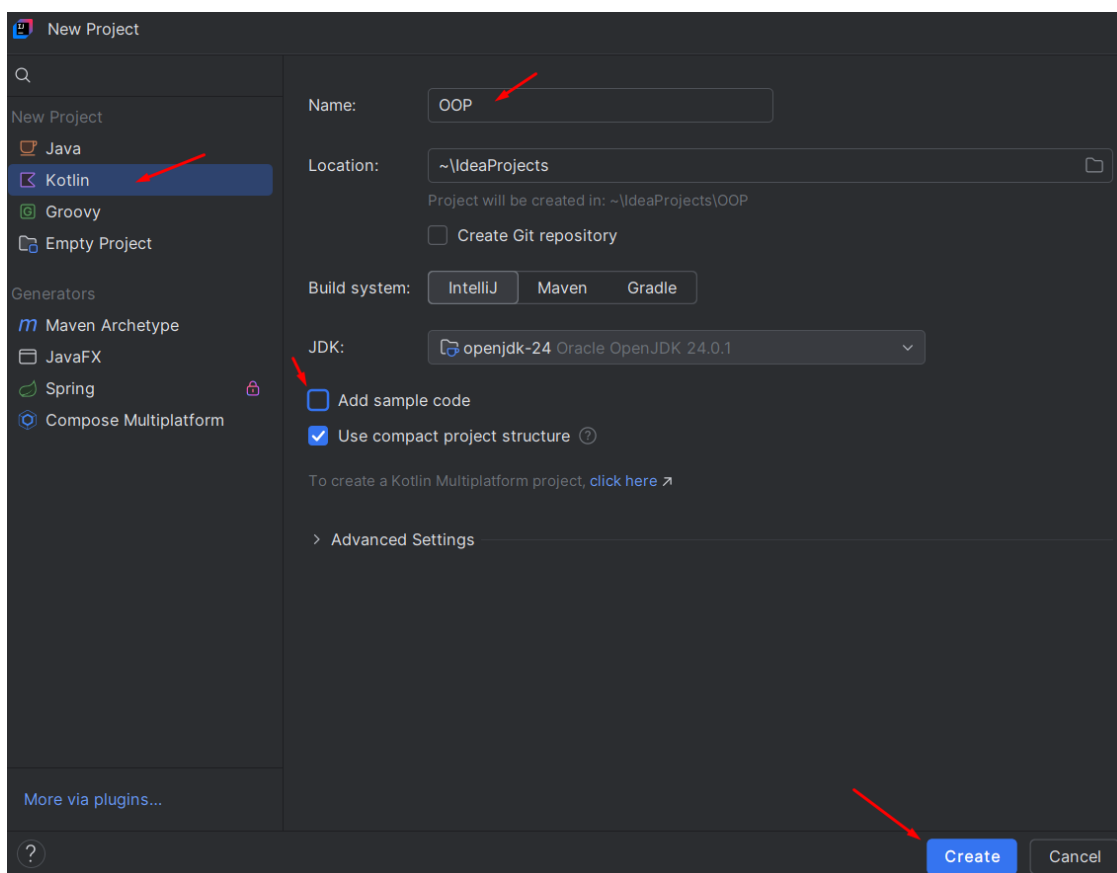 New Project
New Project
Java
Kotlin
Groovy
Empty Project
Generators
Maven Archetype
JavaFX
Spring
Compose Multiplatform
More via plugins...
Name: OOP
Location: ~\IdeaProjects
Project will be created in: ~\IdeaProjects\OOP
Create Git repository
Build system: IntelliJ Maven Gradle
JDK: openjdk-24 Oracle OpenJDK 24.0.1
Add sample code
Use compact project structure ?
To create a Kotlin Multiplatform project, click here ↗
Advanced Settings
? Create Cancel